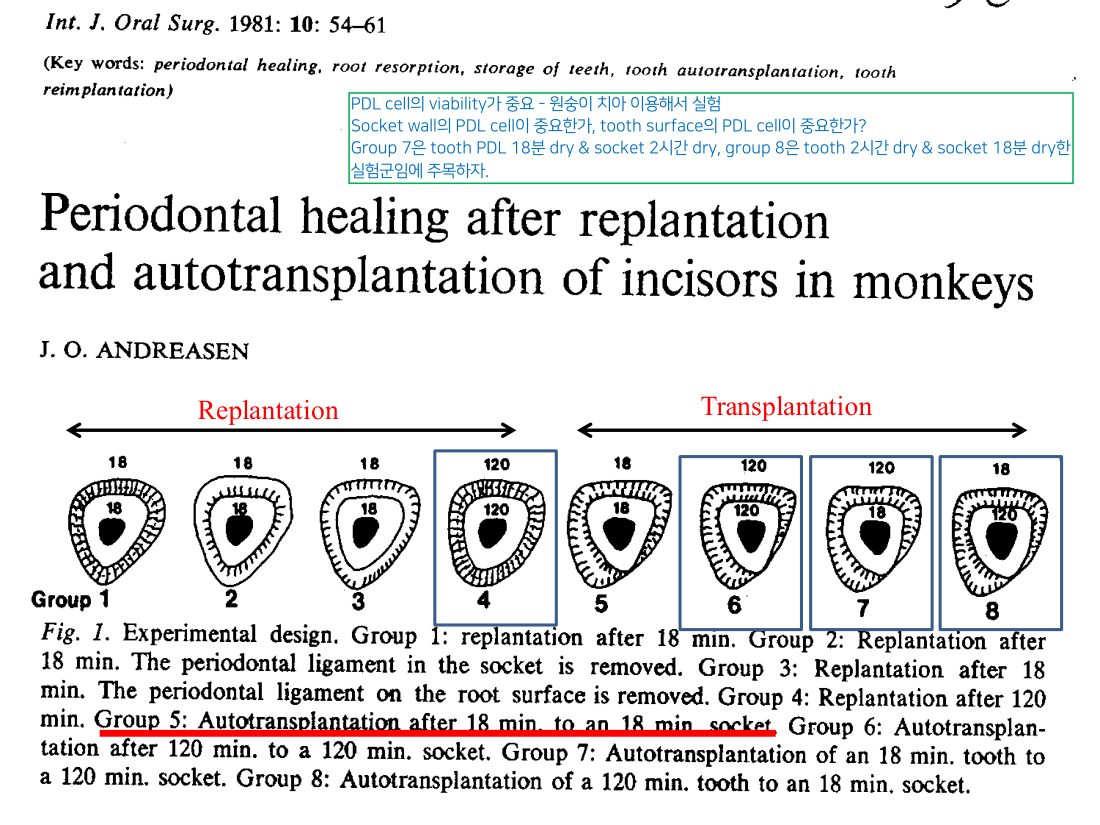 Int. J. Oral Surg. 1981: 10: 54–61
(Key words: periodontal healing, root resorption, storage of teeth, tooth autotransplantation, tooth
reimplantation)
PDL cell의 viability가 중요 - 원숭이 치아 이용해서 실험
Socket wall의 PDL cell이 중요한가, tooth surface의 PDL cell이 중요한가?
Group 7은 tooth PDL 18분 dry & socket 2시간 dry, group 8은 tooth 2시간 dry & socket 18분 dry한
실험군임에 주목하자.
Periodontal healing after replantation
and autotransplantation of incisors in monkeys
J. O. ANDREASEN
Replantation Transplantation
18 18 18 120 18 120 120 18
18 18 18 120 18 120 18 120
Group 1 2 3 4 5 6 7 8
Fig. 1. Experimental design. Group 1: replantation after 18 min. Group 2: Replantation after
18 min. The periodontal ligament in the socket is removed. Group 3: Replantation after 18
min. The periodontal ligament on the root surface is removed. Group 4: Replantation after 120
min. Group 5: Autotransplantation after 18 min. to an 18 min. socket. Group 6: Autotransplan-
tation after 120 min. to a 120 min. socket. Group 7: Autotransplantation of an 18 min. tooth to
a 120 min. socket. Group 8: Autotransplantation of a 120 min. tooth to an 18 min. socket.